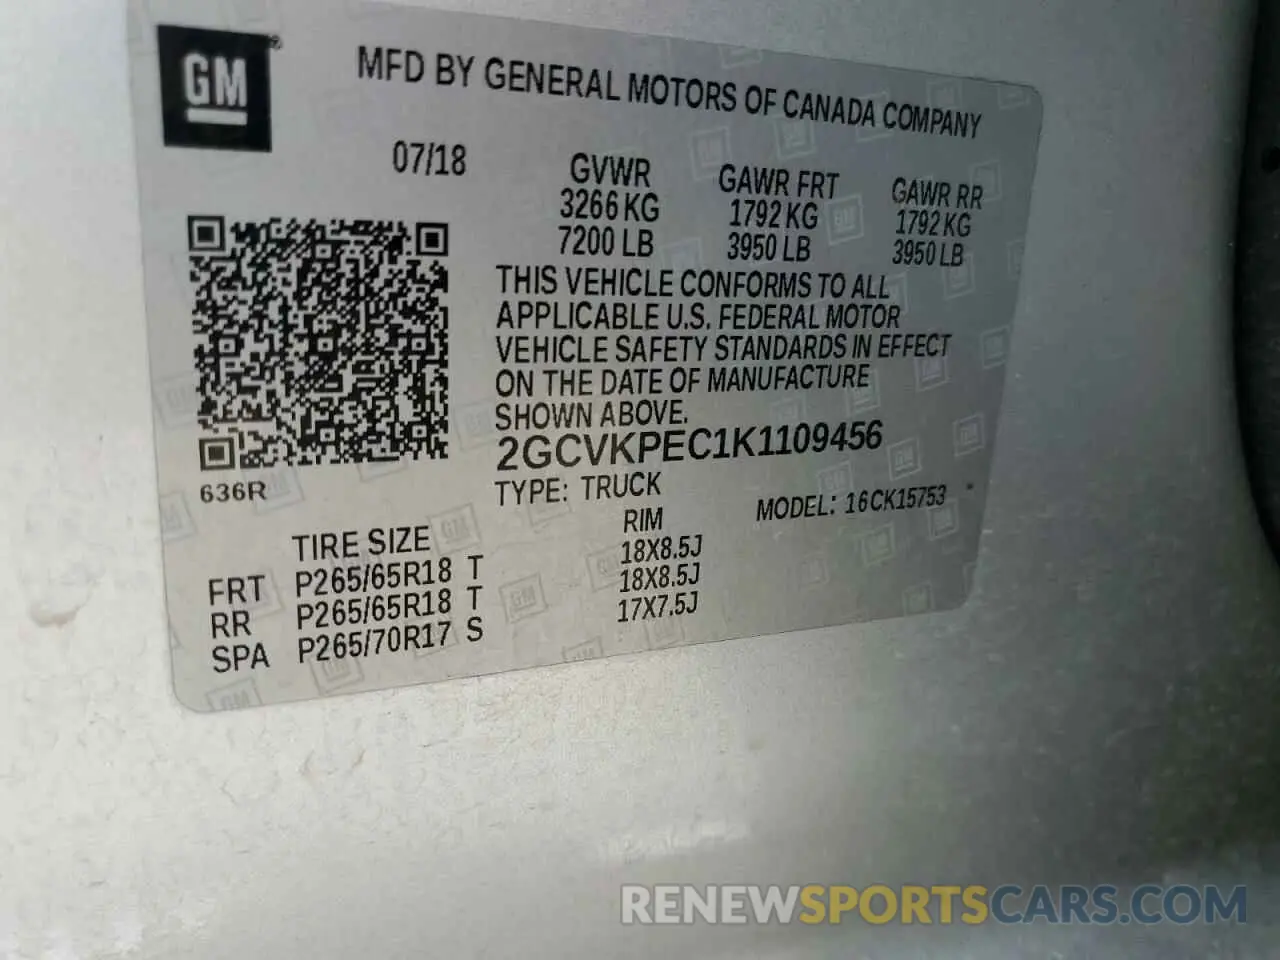 GM
MFD BY GENERAL MOTORS OF CANADA COMPANY
07/18
GVWR GAWR FRT GAWR RR
3266 KG 1792 KG 1792 KG
7200 LB 3950 LB 3950 LB
THIS VEHICLE CONFORMS TO ALL
APPLICABLE U.S. FEDERAL MOTOR
VEHICLE SAFETY STANDARDS IN EFFECT
ON THE DATE OF MANUFACTURE
SHOWN ABOVE.
2GCVKPEC1K1109456
636R
TYPE: TRUCK MODEL: 16CK15753
TIRE SIZE RIM
FRT P265/65R18 T 18X8.5J
RR P265/65R18 T 18X8.5J
SPA P265/70R17 S 17X7.5J
RENEWSPORTSCARS.COM